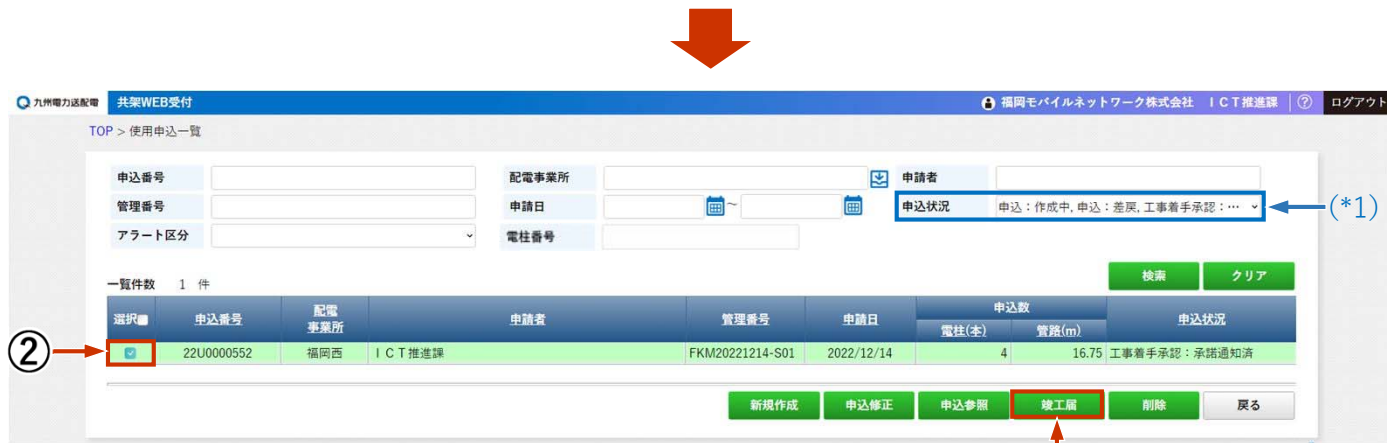 九州電力送配電 共架WEB受付 福岡モバイルネットワーク株式会社 ＩＣＴ推進課 ? ログアウト
TOP > 使用申込一覧
申込番号 配電事業所 申請者
管理番号 申請日 ~ 申込状況 申込：作成中, 申込：差戻, 工事着手承認：… (*1)
アラート区分 電柱番号
検索 クリア
一覧件数 1 件
選択 申込番号 配電事業所 申請者 管理番号 申請日 申込数 申込状況
電柱(本) 管路(m)
② 22U0000552 福岡西 ＩＣＴ推進課 FKM20221214-S01 2022/12/14 4 16.75 工事着手承認：承諾通知済
新規作成 申込修正 申込参照 竣工届 削除 戻る